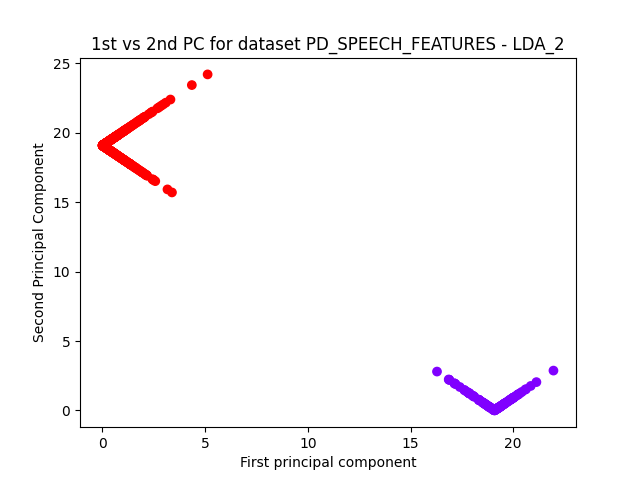 1st vs 2nd PC for dataset PD_SPEECH_FEATURES - LDA_2
25
20
15
10
5
0
Second Principal Component
0 5 10 15 20
First principal component